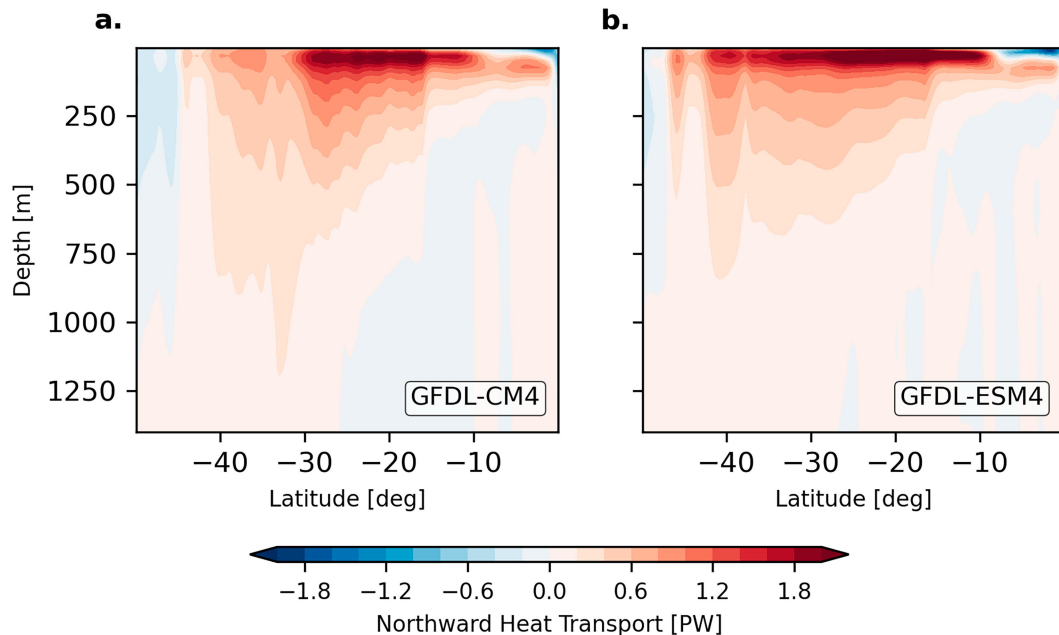 a.
b.
250
500
750
1000
1250
Depth [m]
GFDL-CM4
GFDL-ESM4
−40 −30 −20 −10
−40 −30 −20 −10
Latitude [deg]
Latitude [deg]
−1.8 −1.2 −0.6 0.0 0.6 1.2 1.8
Northward Heat Transport [PW]